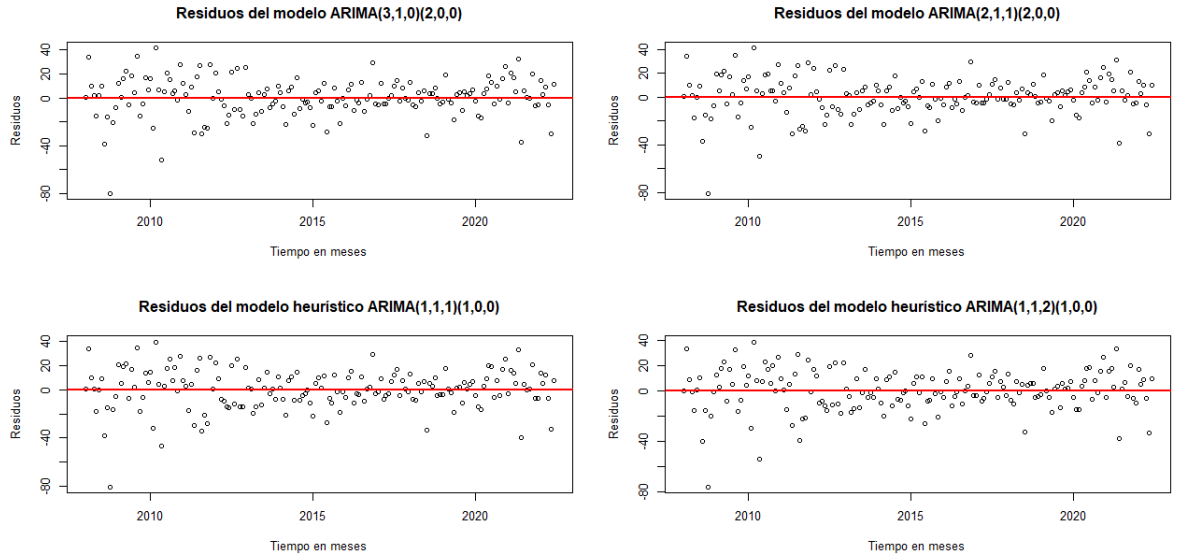 Residuos del modelo ARIMA(3,1,0)(2,0,0)
Residuos
40
20
0
-40
-80
2010
2015
2020
Tiempo en meses
Residuos del modelo ARIMA(2,1,1)(2,0,0)
Residuos
40
20
0
-40
-80
2010
2015
2020
Tiempo en meses
Residuos del modelo heurístico ARIMA(1,1,1)(1,0,0)
Residuos
40
20
0
-40
-80
2010
2015
2020
Tiempo en meses
Residuos del modelo heurístico ARIMA(1,1,2)(1,0,0)
Residuos
40
20
0
-40
-80
2010
2015
2020
Tiempo en meses